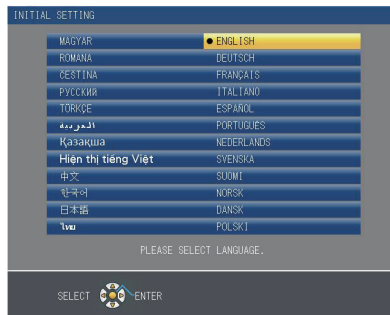 INITIAL SETTING
MAGYAR ENGLISH
ROMÂNA DEUTSCH
ČEŠTINA FRANÇAIS
РУССКИЙ ITALIANO
TÜRKÇE ESPAÑOL
العربية PORTUGUÊS
Қазақша NEDERLANDS
Hiện thị tiếng Việt SVENSKA
中文 SUOMI
한국어 NORSK
日本語 DANSK
ไทย POLSKI
PLEASE SELECT LANGUAGE.
SELECT ENTER